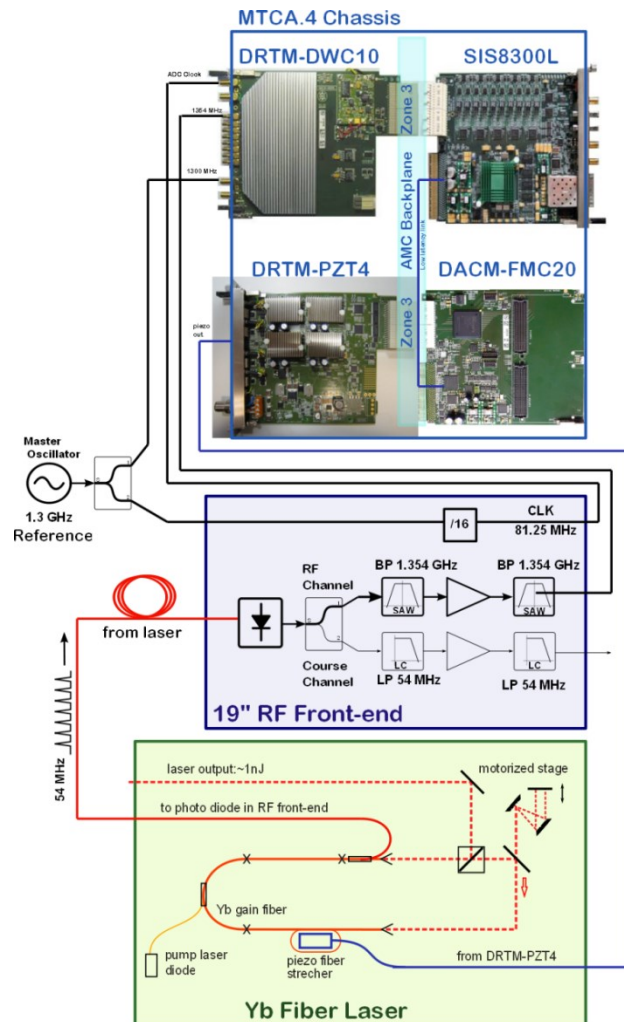 MTCA.4 Chassis
DRTM-DWC10
SIS8300L
ADC Clock
1354 MHz
1300 MHz
Zone 3
AMC Backplane
Low latency link
DRTM-PZT4
DACM-FMC20
Zone 3
piezo
out
Master
Oscillator
1.3 GHz
Reference
/16
CLK
81.25 MHz
RF
Channel
BP 1.354 GHz
BP 1.354 GHz
SAW
SAW
from laser
Course
Channel
LC
LC
LP 54 MHz
LP 54 MHz
19" RF Front-end
54 MHz
laser output:~1nJ
motorized stage
to photo diode in RF front-end
Yb gain fiber
pump laser
diode
piezo fiber
strecher
from DRTM-PZT4
Yb Fiber Laser